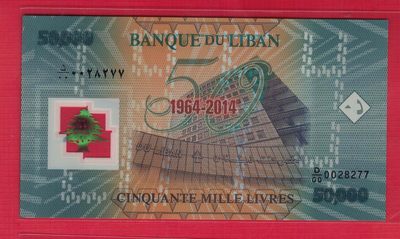 50,000
BANQUE DU LIBAN
٠٠٢٨٢٧٧
50
1964-2014
D/00 0028277
CINQUANTE MILLE LIVRES
50,000